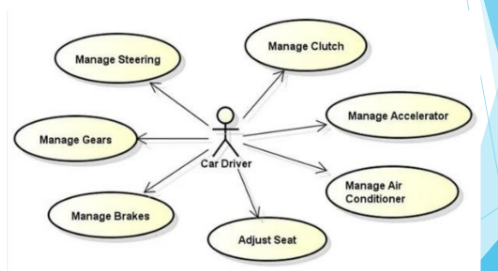 Manage Clutch
Manage Steering
Manage Accelerator
Manage Gears
Car Driver
Manage Air
Conditioner
Manage Brakes
Adjust Seat